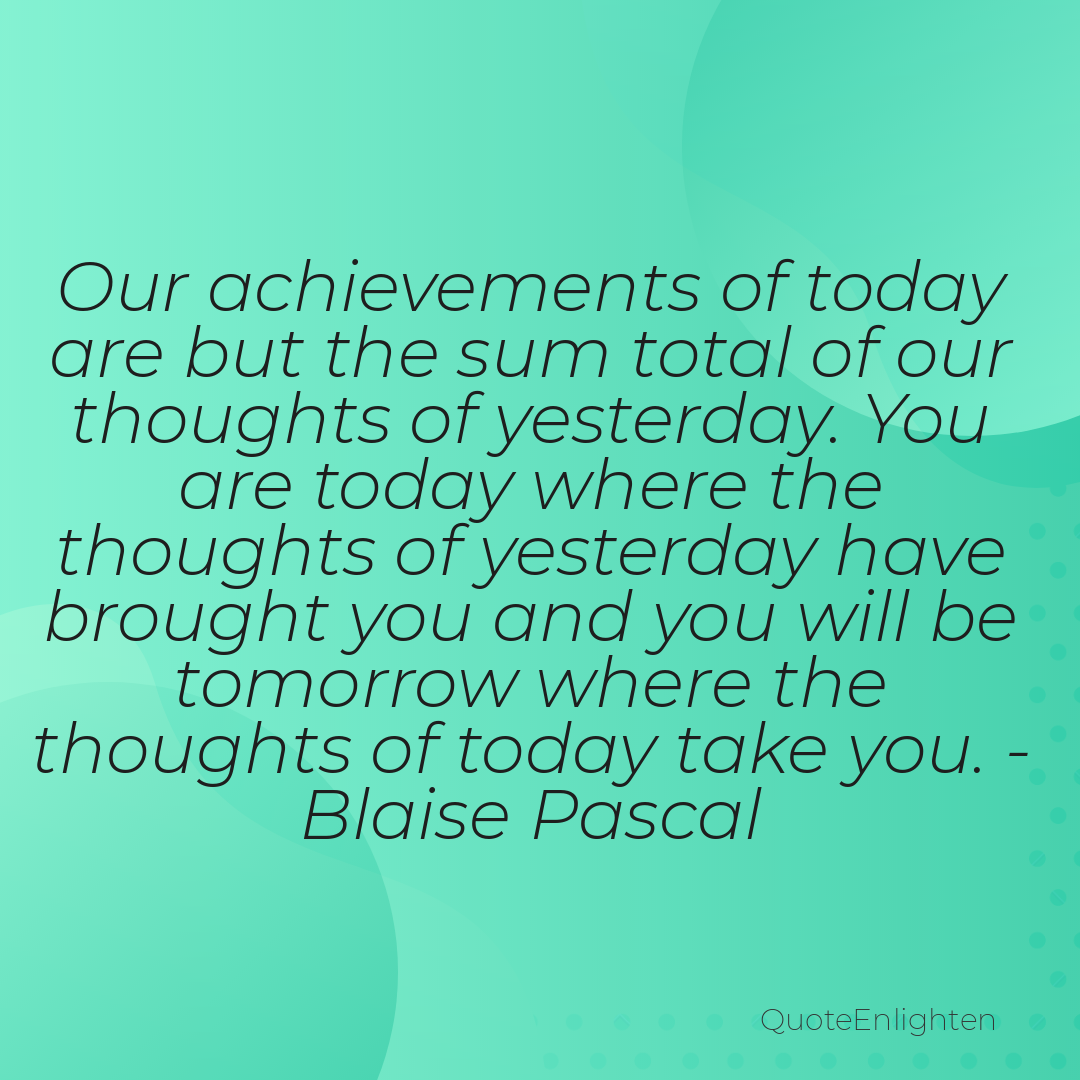 Our achievements of today
are but the sum total of our
thoughts of yesterday. You
are today where the
thoughts of yesterday have
brought you and you will be
tomorrow where the
thoughts of today take you. -
Blaise Pascal
QuoteEnlighten